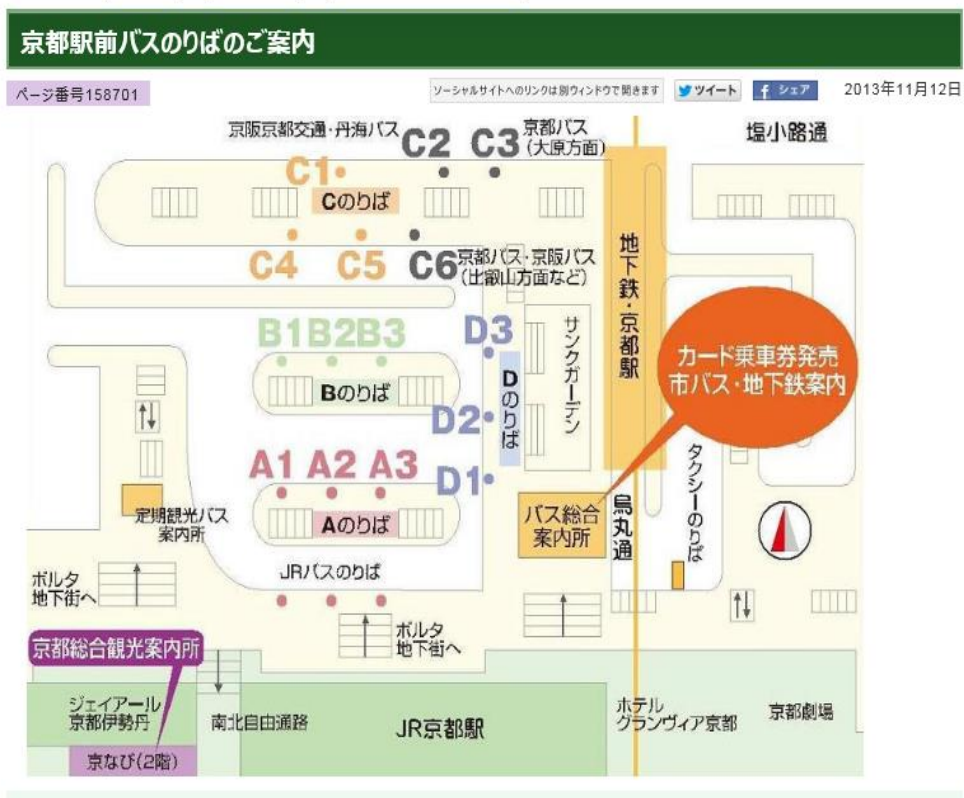 京都駅前バスのりばのご案内
ページ番号158701
ソーシャルサイトへのリンクは別ウィンドウで開きます
ツイート
シェア
2013年11月12日
京阪京都交通・丹海バス
C2
C3
京都バス
(大原方面)
塩小路通
C1
Cのりば
C4
C5
C6
京都バス・京阪バス
(比叡山方面など)
地下鉄・京都駅
B1
B2
B3
Bのりば
D3
Dのりば
D2
D1
サンクガーデン
カード乗車券発売
市バス・地下鉄案内
A1
A2
A3
Aのりば
定期観光バス
案内所
バス総合
案内所
烏丸通
タクシーのりば
JRバスのりば
ポルタ
地下街へ
ポルタ
地下街へ
京都総合観光案内所
ジェイアール
京都伊勢丹
南北自由通路
JR京都駅
ホテル
グランヴィア京都
京都劇場
京なび(2階)